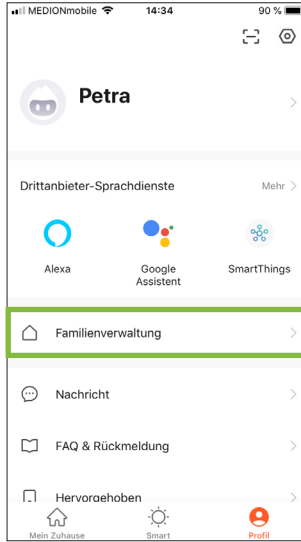 MEDIONmobile 14:34 90 %
Petra
Drittanbieter-Sprachdienste Mehr
Alexa Google Assistent SmartThings
Familienverwaltung
Nachricht
FAQ & Rückmeldung
Hervorgehoben
Mein Zuhause Smart Profil